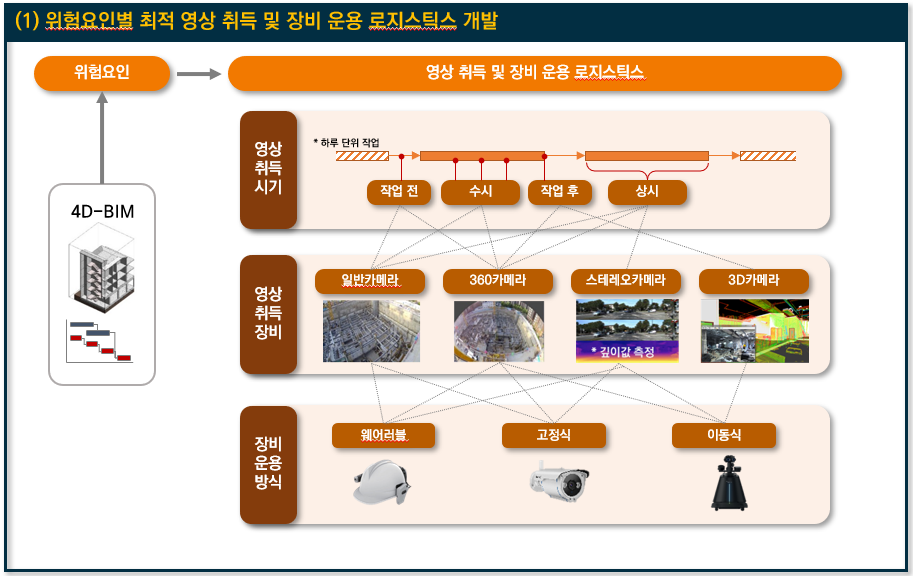 (1) 위험요인별 최적 영상 취득 및 장비 운용 로지스틱스 개발
위험요인
영상 취득 및 장비 운용 로지스틱스
4D-BIM
영상
취득
시기
* 하루 단위 작업
작업 전
수시
작업 후
상시
영상
취득
장비
일반카메라
360카메라
스테레오카메라
3D카메라
* 깊이값 측정
장비
운용
방식
웨어러블
고정식
이동식